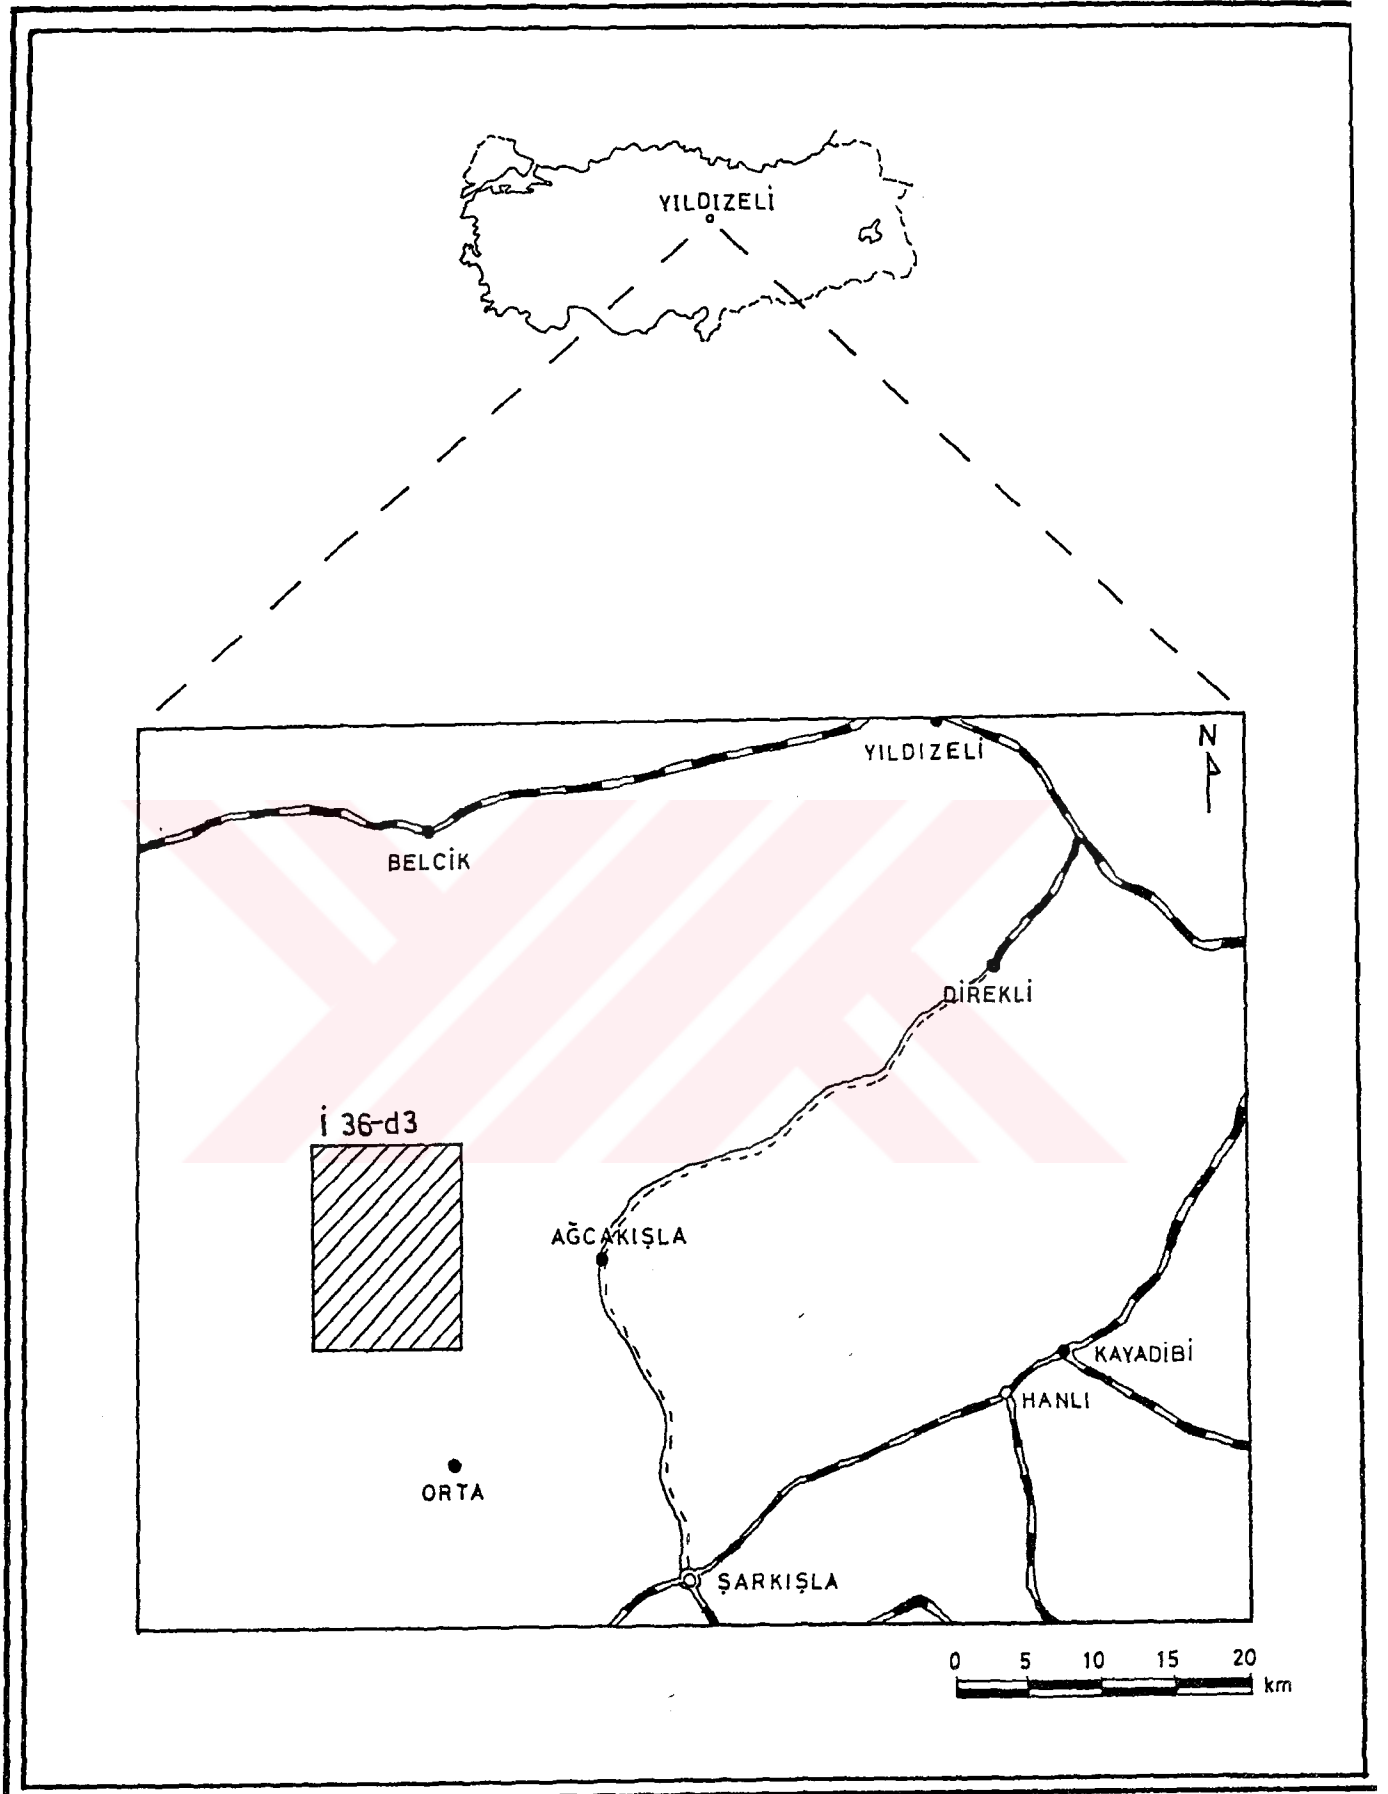 YILDIZELİ
YILDIZELİ
N
BELCİK
DİREKLİ
İ 36-d3
AĞCAKIŞLA
KAYADİBİ
HANLI
ORTA
ŞARKIŞLA
0 5 10 15 20
km